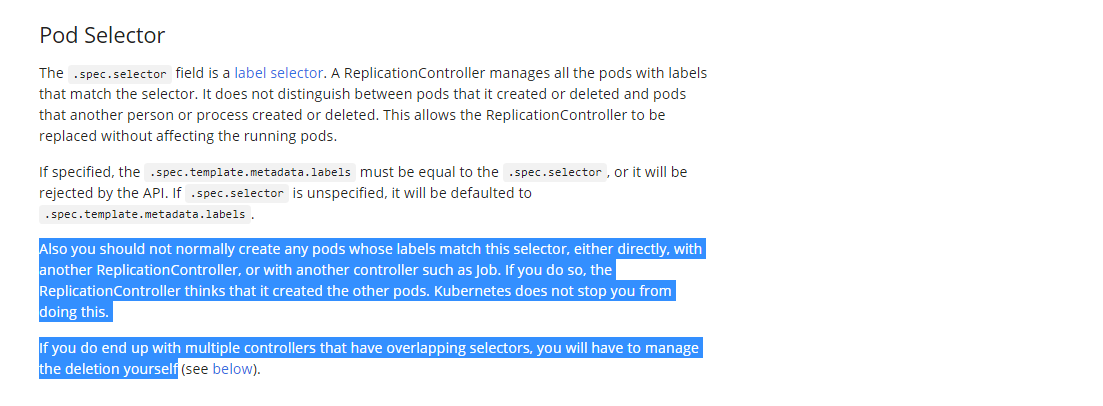 Pod Selector
The .spec.selector field is a label selector. A ReplicationController manages all the pods with labels
that match the selector. It does not distinguish between pods that it created or deleted and pods
that another person or process created or deleted. This allows the ReplicationController to be
replaced without affecting the running pods.
If specified, the .spec.template.metadata.labels must be equal to the .spec.selector, or it will be
rejected by the API. If .spec.selector is unspecified, it will be defaulted to
.spec.template.metadata.labels.
Also you should not normally create any pods whose labels match this selector, either directly, with
another ReplicationController, or with another controller such as Job. If you do so, the
ReplicationController thinks that it created the other pods. Kubernetes does not stop you from
doing this.
If you do end up with multiple controllers that have overlapping selectors, you will have to manage
the deletion yourself (see below).